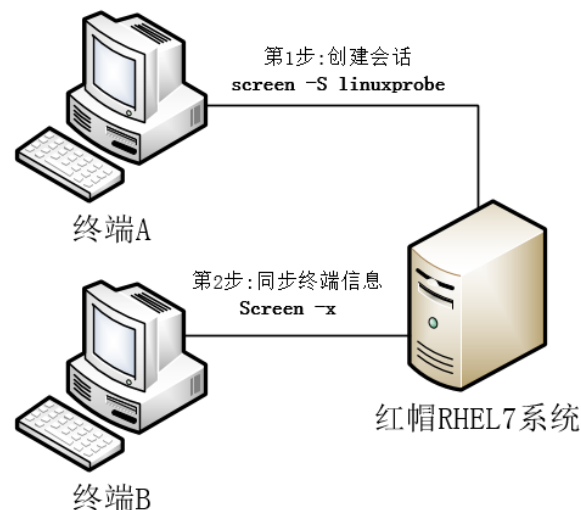 第1步:创建会话
screen -S linuxprobe
终端A
第2步:同步终端信息
Screen -x
红帽RHEL7系统
终端B